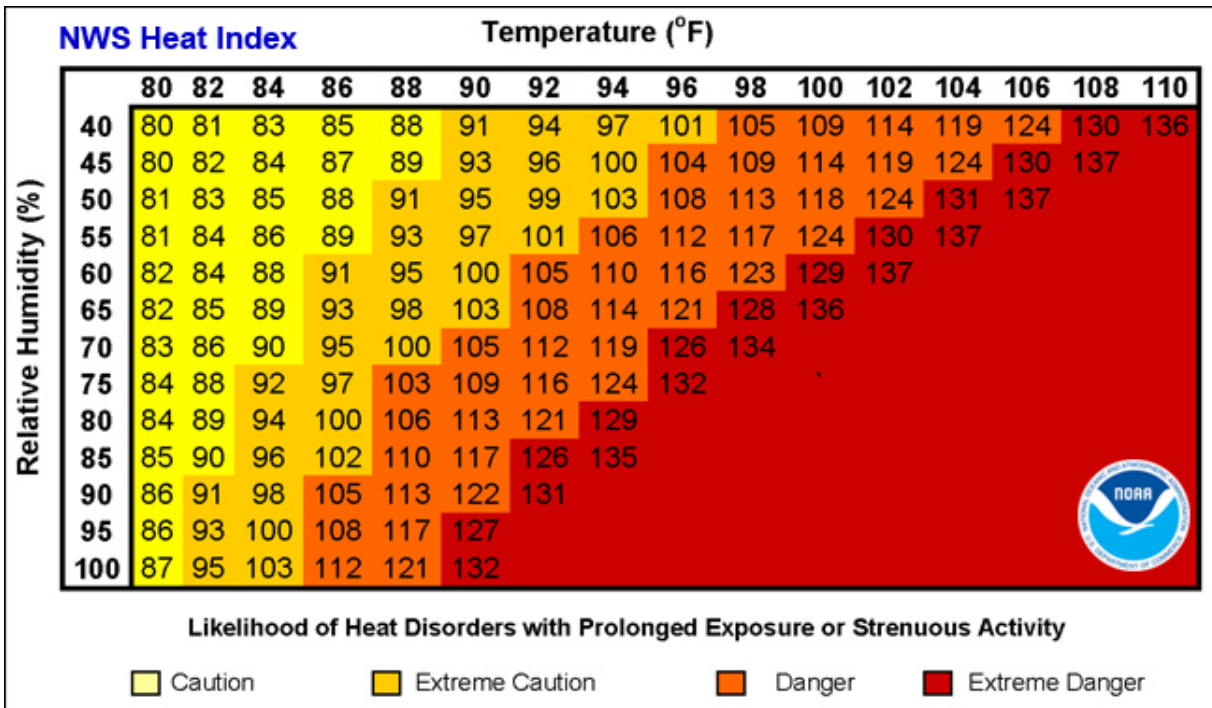 NWS Heat Index
Temperature (°F)
80 82 84 86 88 90 92 94 96 98 100 102 104 106 108 110
Relative Humidity (%)
40 80 81 83 85 88 91 94 97 101 105 109 114 119 124 130 136
45 80 82 84 87 89 93 96 100 104 109 114 119 124 130 137
50 81 83 85 88 91 95 99 103 108 113 118 124 131 137
55 81 84 86 89 93 97 101 106 112 117 124 130 137
60 82 84 88 91 95 100 105 110 116 123 129 137
65 82 85 89 93 98 103 108 114 121 128 136
70 83 86 90 95 100 105 112 119 126 134
75 84 88 92 97 103 109 116 124 132
80 84 89 94 100 106 113 121 129
85 85 90 96 102 110 117 126 135
90 86 91 98 105 113 122 131
95 86 93 100 108 117 127
100 87 95 103 112 121 132
NATIONAL OCEANIC AND ATMOSPHERIC ADMINISTRATION
NOAA
U.S. DEPARTMENT OF COMMERCE
Likelihood of Heat Disorders with Prolonged Exposure or Strenuous Activity
Caution
Extreme Caution
Danger
Extreme Danger